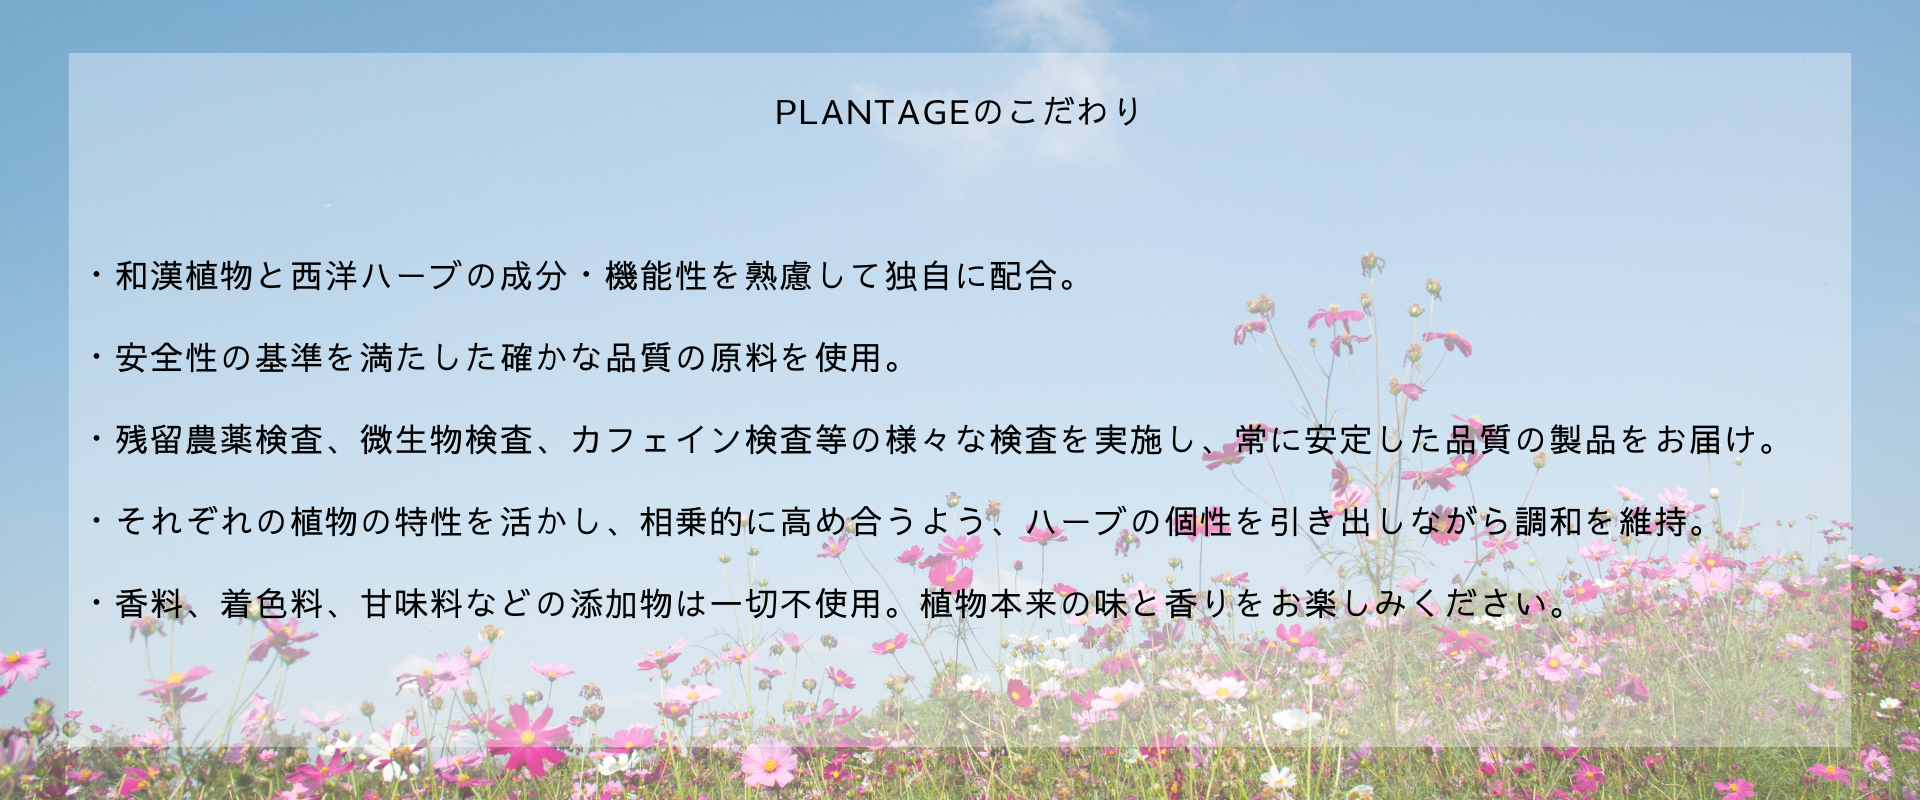 PLANTAGEのこだわり
・和漢植物と西洋ハーブの成分・機能性を熟慮して独自に配合。
・安全性の基準を満たした確かな品質の原料を使用。
・残留農薬検査、微生物検査、カフェイン検査等の様々な検査を実施し、常に安定した品質の製品をお届け。
・それぞれの植物の特性を活かし、相乗的に高め合うよう、ハーブの個性を引き出しながら調和を維持。
・香料、着色料、甘味料などの添加物は一切不使用。植物本来の味と香りをお楽しみください。